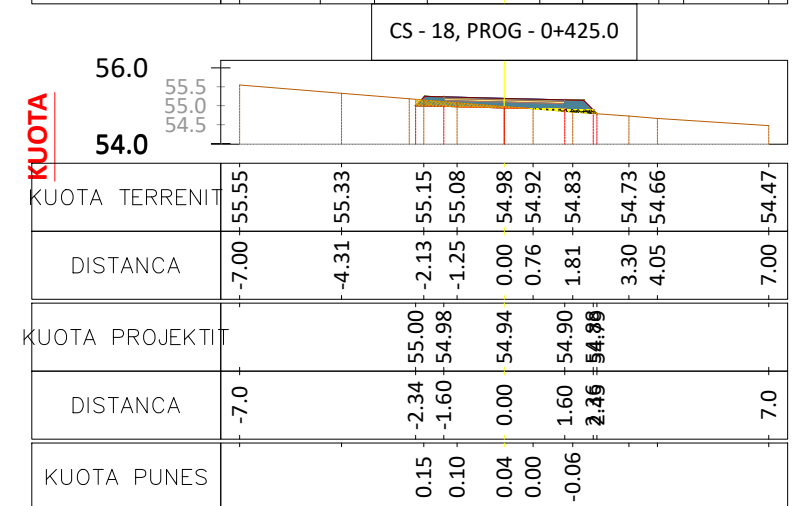 CS - 18, PROG - 0+425.0
KUOTA
56.0
55.5
55.0
54.5
54.0
KUOTA TERRENIT 55.55 55.33 55.15 55.08 54.98 54.92 54.83 54.73 54.66 54.47
DISTANCA -7.00 -4.31 -2.13 -1.25 0.00 0.76 1.81 3.30 4.05 7.00
KUOTA PROJEKTIT 55.00 54.98 54.94 54.90
DISTANCA -7.0 -2.34 -1.60 0.00 1.60 7.0
KUOTA PUNES 0.15 0.10 0.04 0.00 -0.06